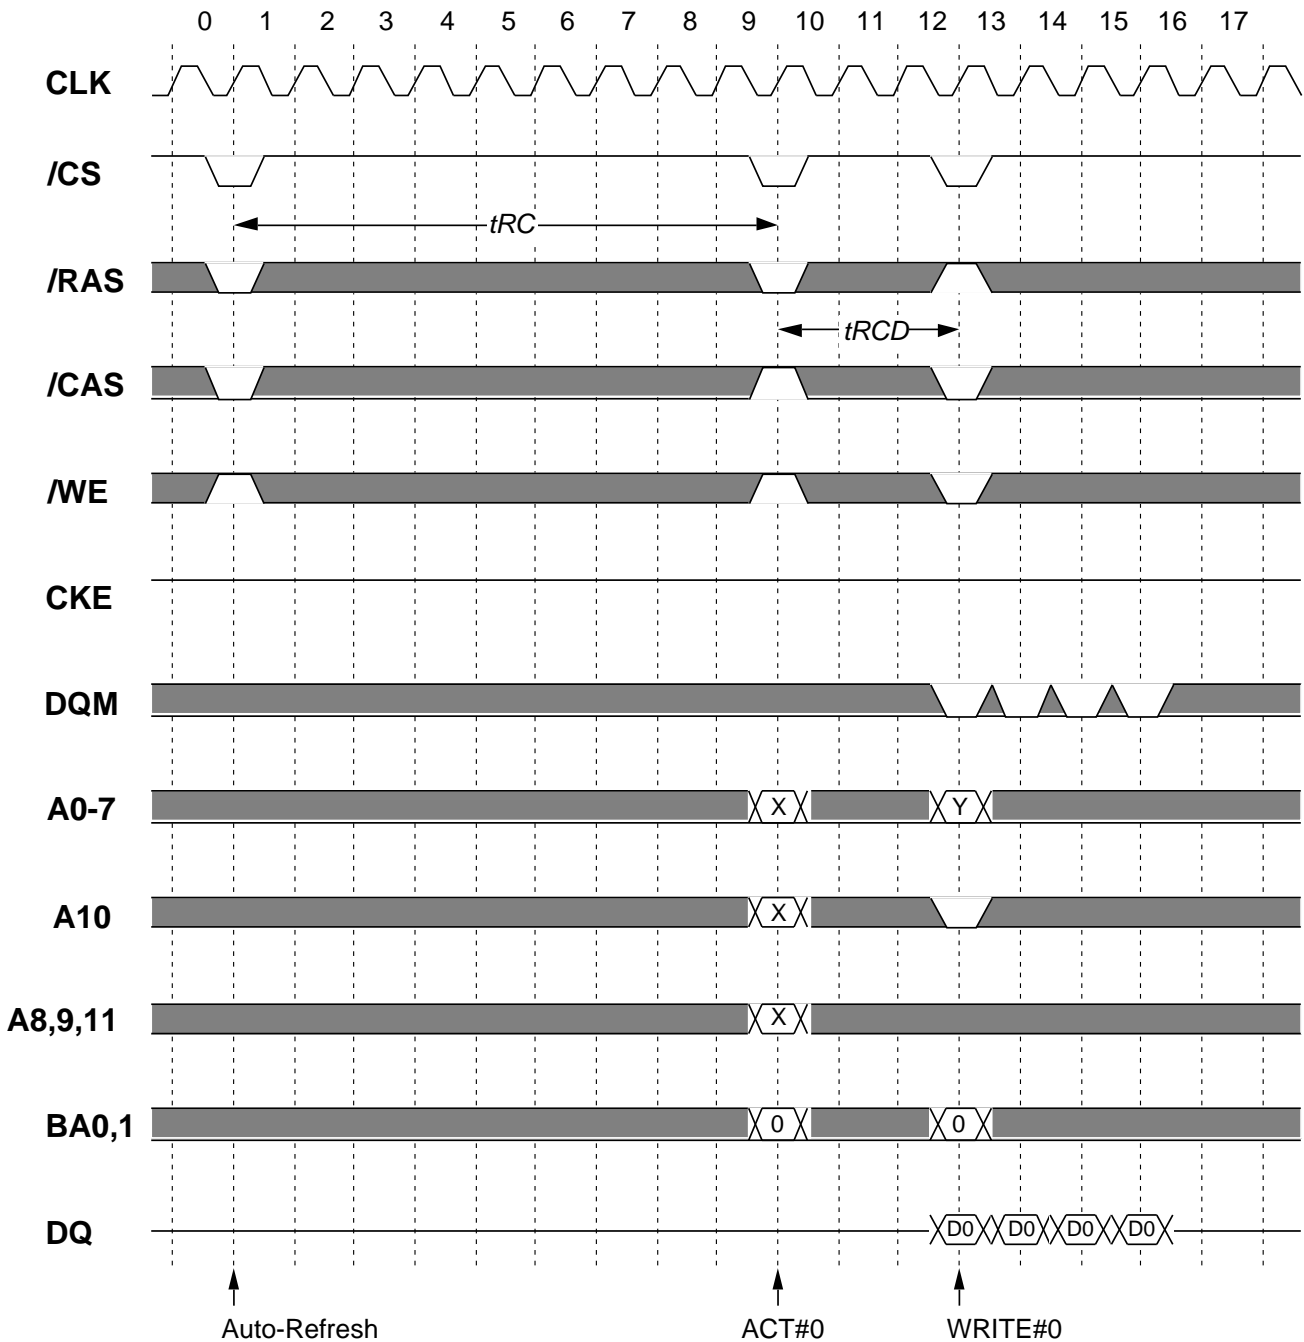 0 1 2 3 4 5 6 7 8 9 10 11 12 13 14 15 16 17
CLK
/CS
tRC
/RAS
tRCD
/CAS
/WE
CKE
DQM
A0-7 X Y
A10 X
A8,9,11 X
BA0,1 0 0
DQ D0 D0 D0 D0
Auto-Refresh ACT#0 WRITE#0